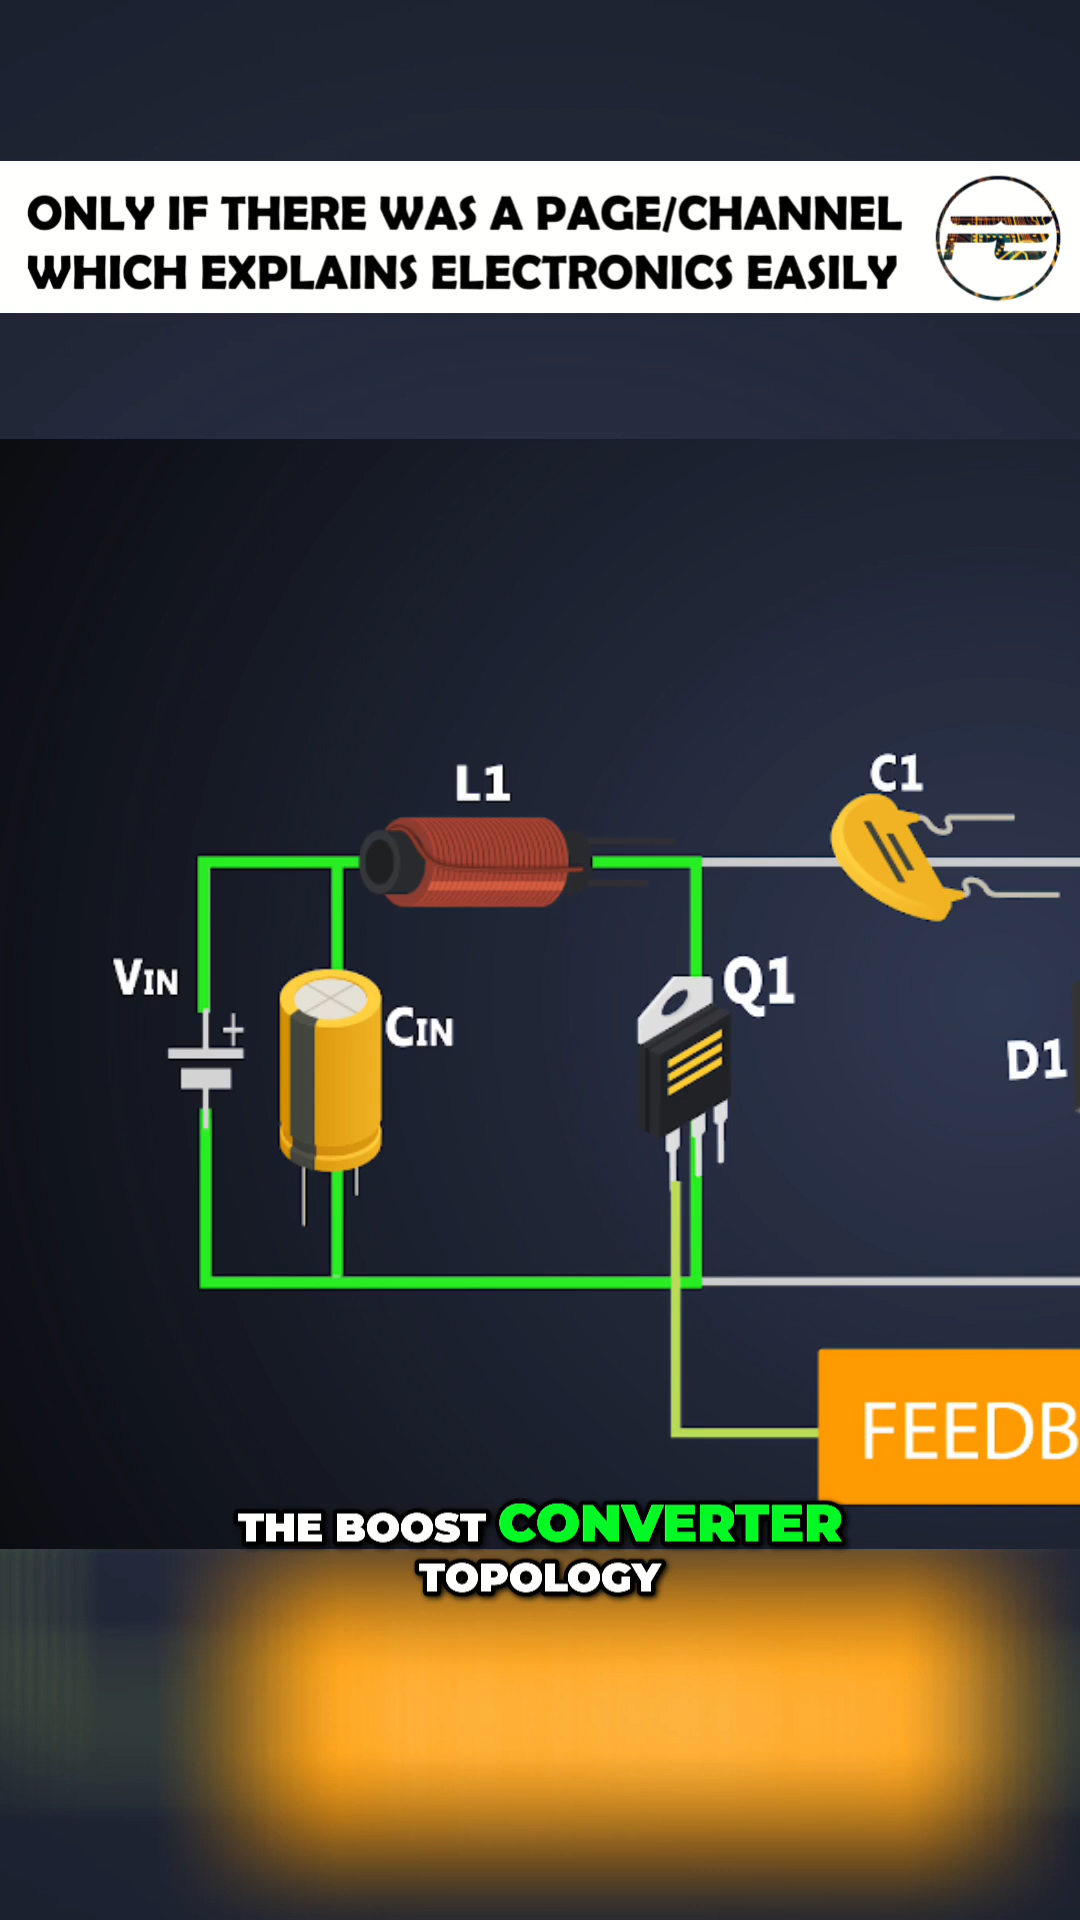 ONLY IF THERE WAS A PAGE/CHANNEL
WHICH EXPLAINS ELECTRONICS EASILY
L1
C1
VIN
+
CIN
Q1
D1
FEEDB
THE BOOST CONVERTER
TOPOLOGY